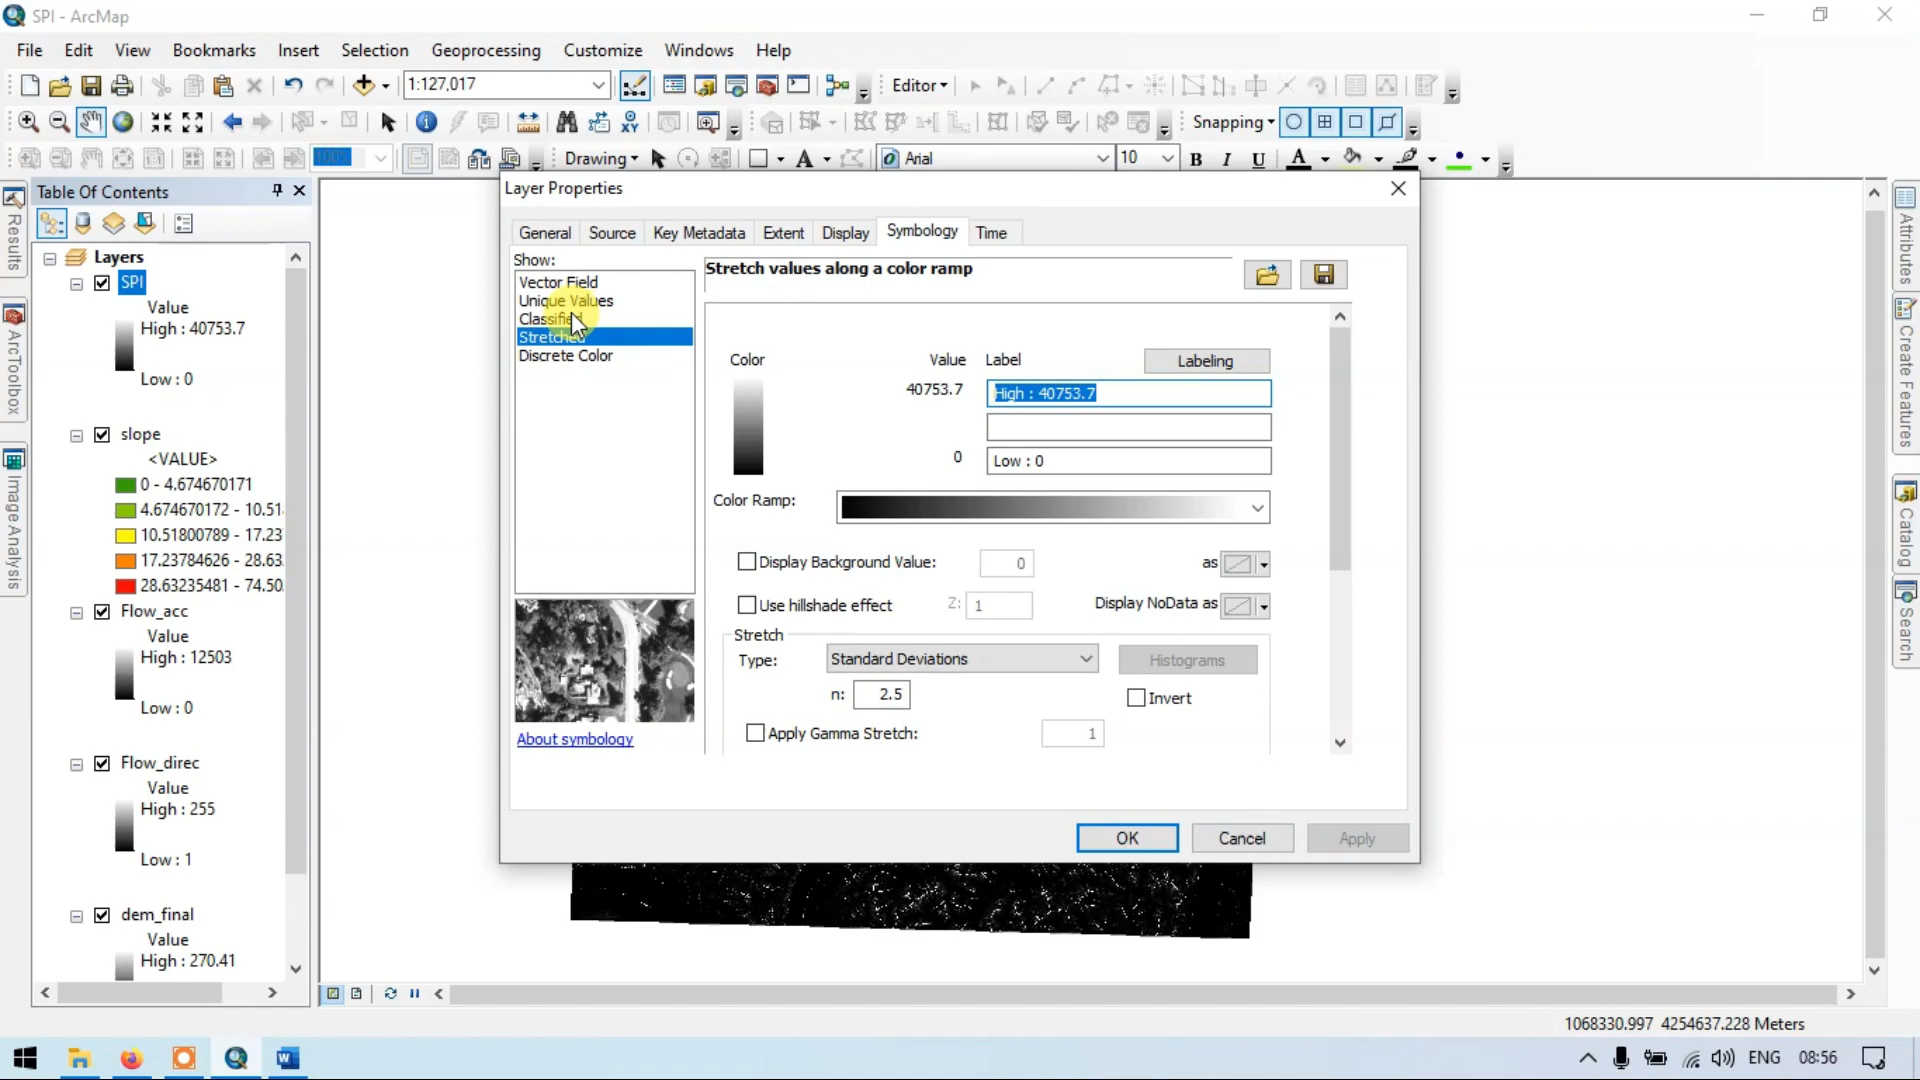 SPI - ArcMap
File Edit View Bookmarks Insert Selection Geoprocessing Customize Windows Help
1:127,017
Editor
Snapping
100%
Drawing
Arial
10
B I U A
Results
ArcToolbox
Image Analysis
Table Of Contents
Layers
SPI
Value
High : 40753.7
Low : 0
slope
<VALUE>
0 - 4.674670171
4.674670172 - 10.51
10.51800789 - 17.23
17.23784626 - 28.63
28.63235481 - 74.50
Flow_acc
Value
High : 12503
Low : 0
Flow_direc
Value
High : 255
Low : 1
dem_final
Value
High : 270.41
Layer Properties
General Source Key Metadata Extent Display Symbology Time
Show:
Vector Field
Unique Values
Classified
Stretched
Discrete Color
About symbology
Stretch values along a color ramp
Color Value Label Labeling
40753.7 High : 40753.7
0 Low : 0
Color Ramp:
Display Background Value: 0 as
Use hillshade effect Z: 1 Display NoData as
Stretch
Type: Standard Deviations Histograms
n: 2.5 Invert
Apply Gamma Stretch: 1
OK Cancel Apply
Attributes
Create Features
Catalog
Search
1068330.997 4254637.228 Meters
ENG 08:56